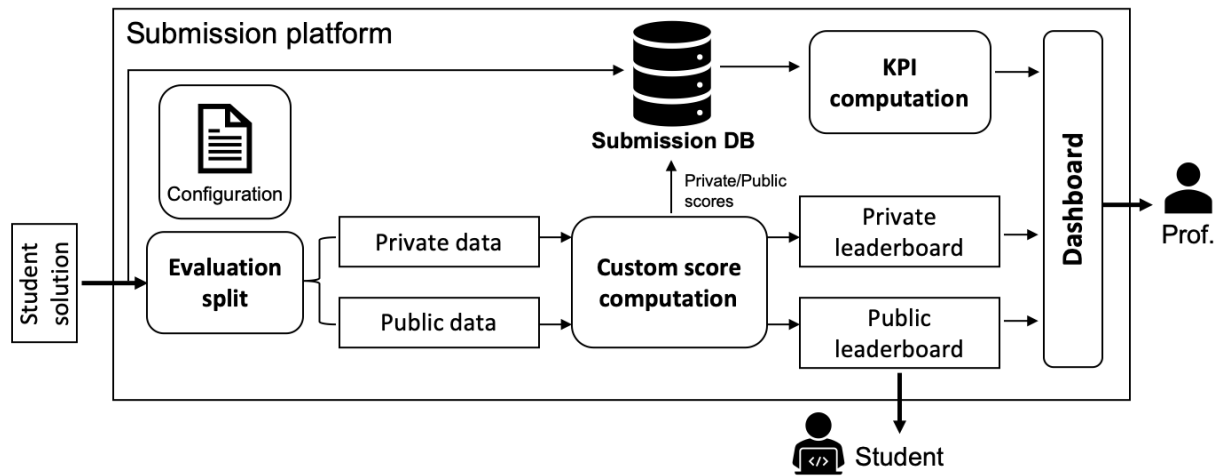 Submission platform
Configuration
Submission DB
KPI
computation
Private/Public
scores
Student
solution
Evaluation
split
Private data
Public data
Custom score
computation
Private
leaderboard
Public
leaderboard
Dashboard
Prof.
</>
Student